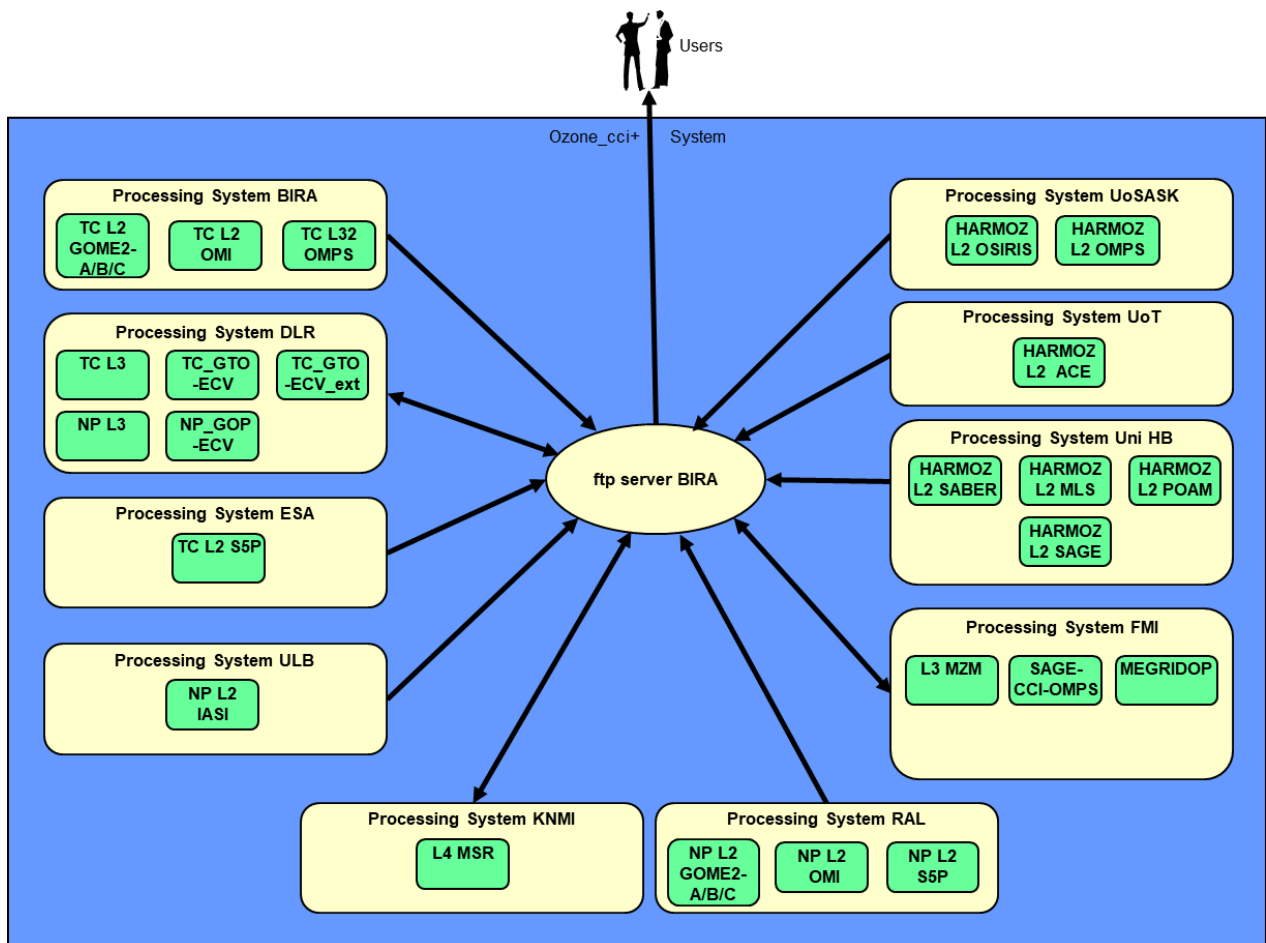 Users
Ozone_cci+ System
Processing System BIRA
TC L2
GOME2-
A/B/C
TC L2
OMI
TC L32
OMPS
Processing System DLR
TC L3
TC_GTO
-ECV
TC_GTO
-ECV_ext
NP L3
NP_GOP
-ECV
Processing System ESA
TC L2 S5P
Processing System ULB
NP L2
IASI
ftp server BIRA
Processing System UoSASK
HARMOZ
L2 OSIRIS
HARMOZ
L2 OMPS
Processing System UoT
HARMOZ
L2 ACE
Processing System Uni HB
HARMOZ
L2 SABER
HARMOZ
L2 MLS
HARMOZ
L2 POAM
HARMOZ
L2 SAGE
Processing System FMI
L3 MZM
SAGE-
CCI-OMPS
MEGRIDOP
Processing System KNMI
L4 MSR
Processing System RAL
NP L2
GOME2-
A/B/C
NP L2
OMI
NP L2
S5P